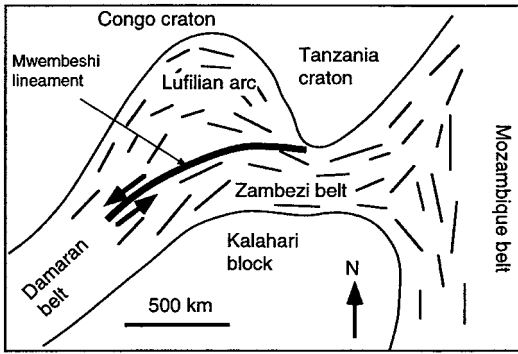 Congo craton
Mwembeshi
lineament
Lufilian arc
Tanzania
craton
Zambezi belt
Mozambique belt
Damaran
belt
Kalahari
block
500 km
N